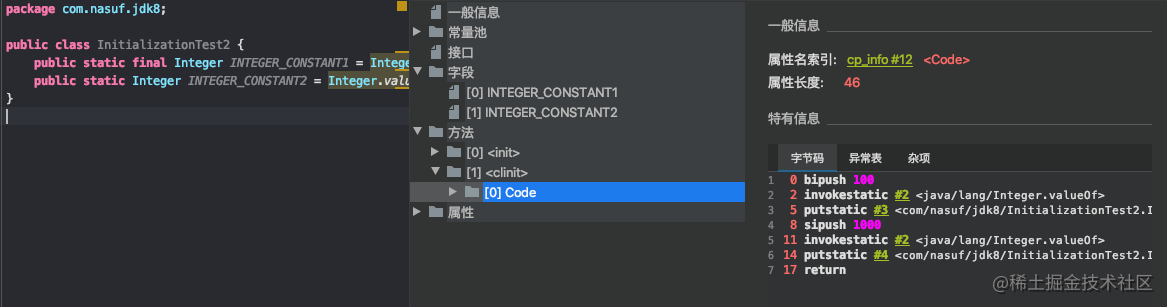 package com.nasuf.jdk8;
public class InitializationTest2 {
public static final Integer INTEGER_CONSTANT1 = Intege
public static Integer INTEGER_CONSTANT2 = Integer.valu
}
一般信息
常量池
接口
字段
[0] INTEGER_CONSTANT1
[1] INTEGER_CONSTANT2
方法
[0] <init>
[1] <clinit>
[0] Code
属性
一般信息
属性名索引: cp_info #12 <Code>
属性长度: 46
特有信息
字节码 异常表 杂项
1 0 bipush 100
2 2 invokestatic #2 <java/lang/Integer.valueOf>
3 5 putstatic #3 <com/nasuf/jdk8/InitializationTest2.I
4 8 sipush 1000
5 11 invokestatic #2 <java/lang/Integer.valueOf>
6 14 putstatic #4 <com/nasuf/jdk8/InitializationTest2.I
7 17 return
@稀土掘金技术社区